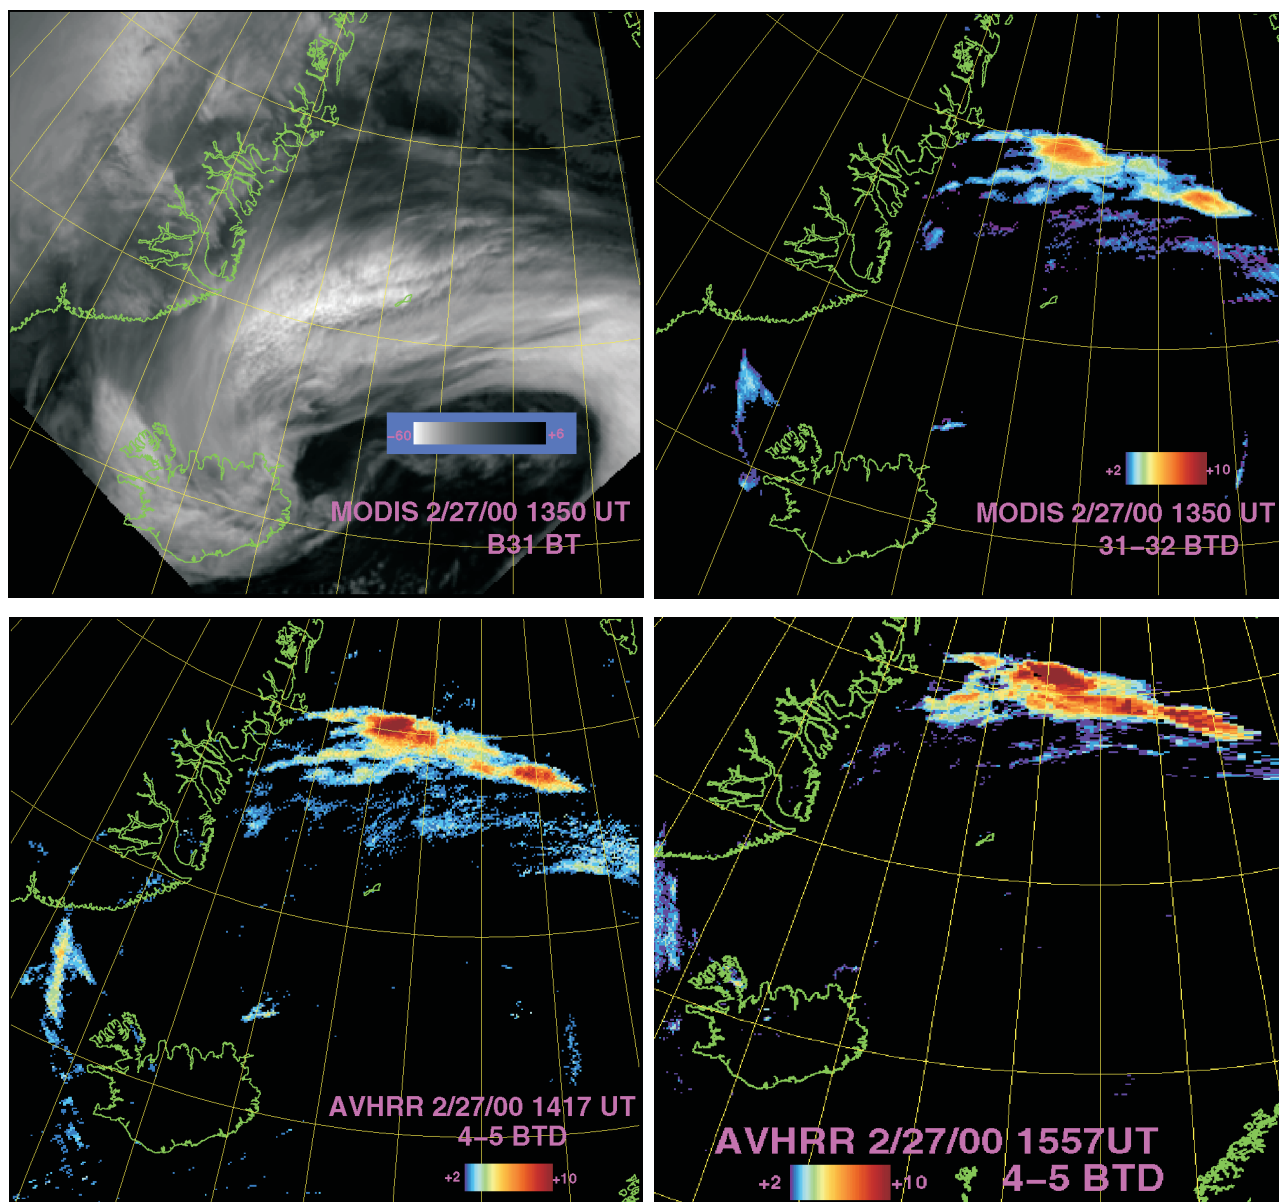 −60
+6
MODIS 2/27/00 1350 UT
B31 BT
+2
+10
MODIS 2/27/00 1350 UT
31−32 BTD
AVHRR 2/27/00 1417 UT
4−5 BTD
+2
+10
AVHRR 2/27/00 1557UT
+2
+10
4−5 BTD